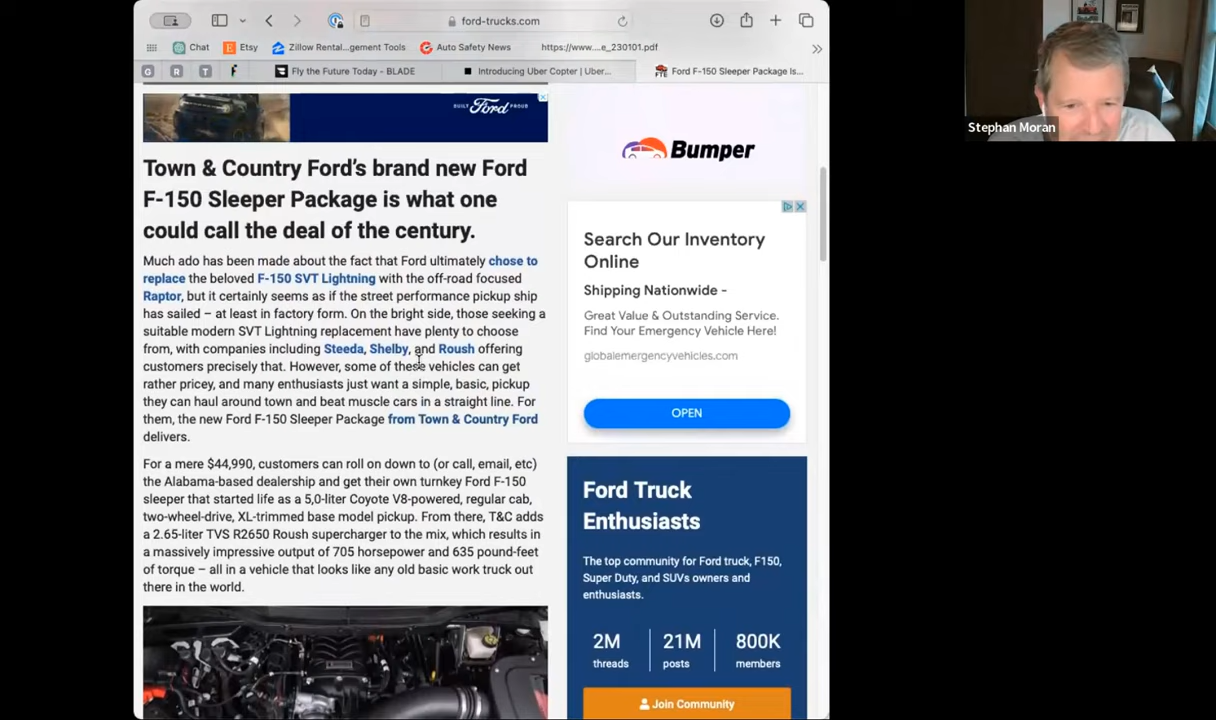 ford-trucks.com
Chat
Etsy
Zillow Rental...gement Tools
Auto Safety News
https://www....e_230101.pdf
G
R
T
Fly the Future Today - BLADE
Introducing Uber Copter | Uber...
FTE
Ford F-150 Sleeper Package Is...
BUILT Ford PROUD
Town & Country Ford’s brand new Ford
F-150 Sleeper Package is what one
could call the deal of the century.
Much ado has been made about the fact that Ford ultimately chose to
replace the beloved F-150 SVT Lightning with the off-road focused
Raptor, but it certainly seems as if the street performance pickup ship
has sailed – at least in factory form. On the bright side, those seeking a
suitable modern SVT Lightning replacement have plenty to choose
from, with companies including Steeda, Shelby, and Roush offering
customers precisely that. However, some of these vehicles can get
rather pricey, and many enthusiasts just want a simple, basic, pickup
they can haul around town and beat muscle cars in a straight line. For
them, the new Ford F-150 Sleeper Package from Town & Country Ford
delivers.
For a mere $44,990, customers can roll on down to (or call, email, etc)
the Alabama-based dealership and get their own turnkey Ford F-150
sleeper that started life as a 5,0-liter Coyote V8-powered, regular cab,
two-wheel-drive, XL-trimmed base model pickup. From there, T&C adds
a 2.65-liter TVS R2650 Roush supercharger to the mix, which results in
a massively impressive output of 705 horsepower and 635 pound-feet
of torque – all in a vehicle that looks like any old basic work truck out
there in the world.
Bumper
Search Our Inventory
Online
Shipping Nationwide -
Great Value & Outstanding Service.
Find Your Emergency Vehicle Here!
globalemergencyvehicles.com
OPEN
Ford Truck
Enthusiasts
The top community for Ford truck, F150,
Super Duty, and SUVs owners and
enthusiasts.
2M 21M 800K
threads posts members
Join Community
Stephan Moran